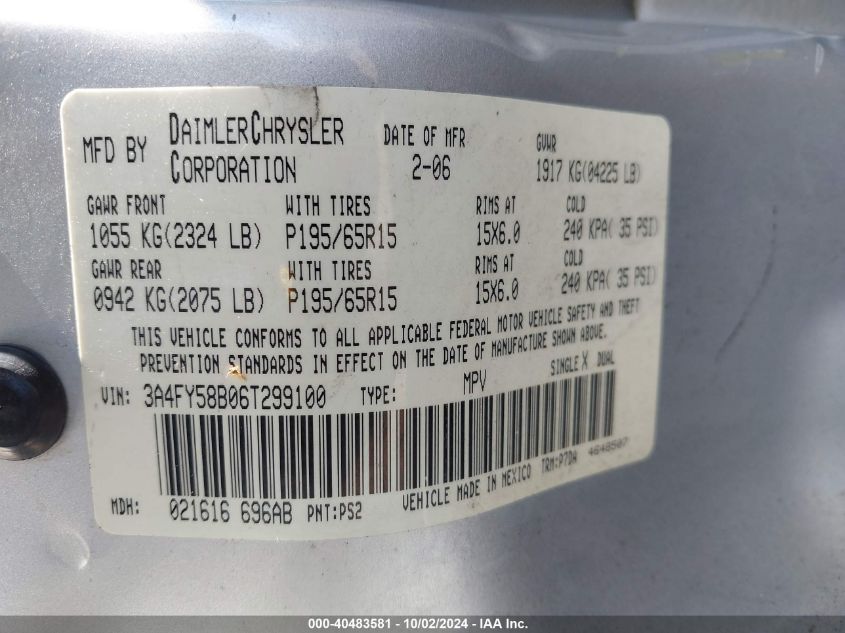 MFD BY DAIMLERCHRYSLER CORPORATION
DATE OF MFR 2-06
GVWR 1917 KG(04225 LB)
GAWR FRONT WITH TIRES RIMS AT COLD
1055 KG(2324 LB) P195/65R15 15X6.0 240 KPA( 35 PSI)
GAWR REAR WITH TIRES RIMS AT COLD
0942 KG(2075 LB) P195/65R15 15X6.0 240 KPA( 35 PSI)
THIS VEHICLE CONFORMS TO ALL APPLICABLE FEDERAL MOTOR VEHICLE SAFETY AND THEFT
PREVENTION STANDARDS IN EFFECT ON THE DATE OF MANUFACTURE SHOWN ABOVE.
VIN: 3A4FY58B06T299100 TYPE: MPV SINGLE X DUAL
MDH: 021616 696AB PNT:PS2 VEHICLE MADE IN MEXICO TRM:P7DA 4648507
000-40483581 - 10/02/2024 - IAA Inc.